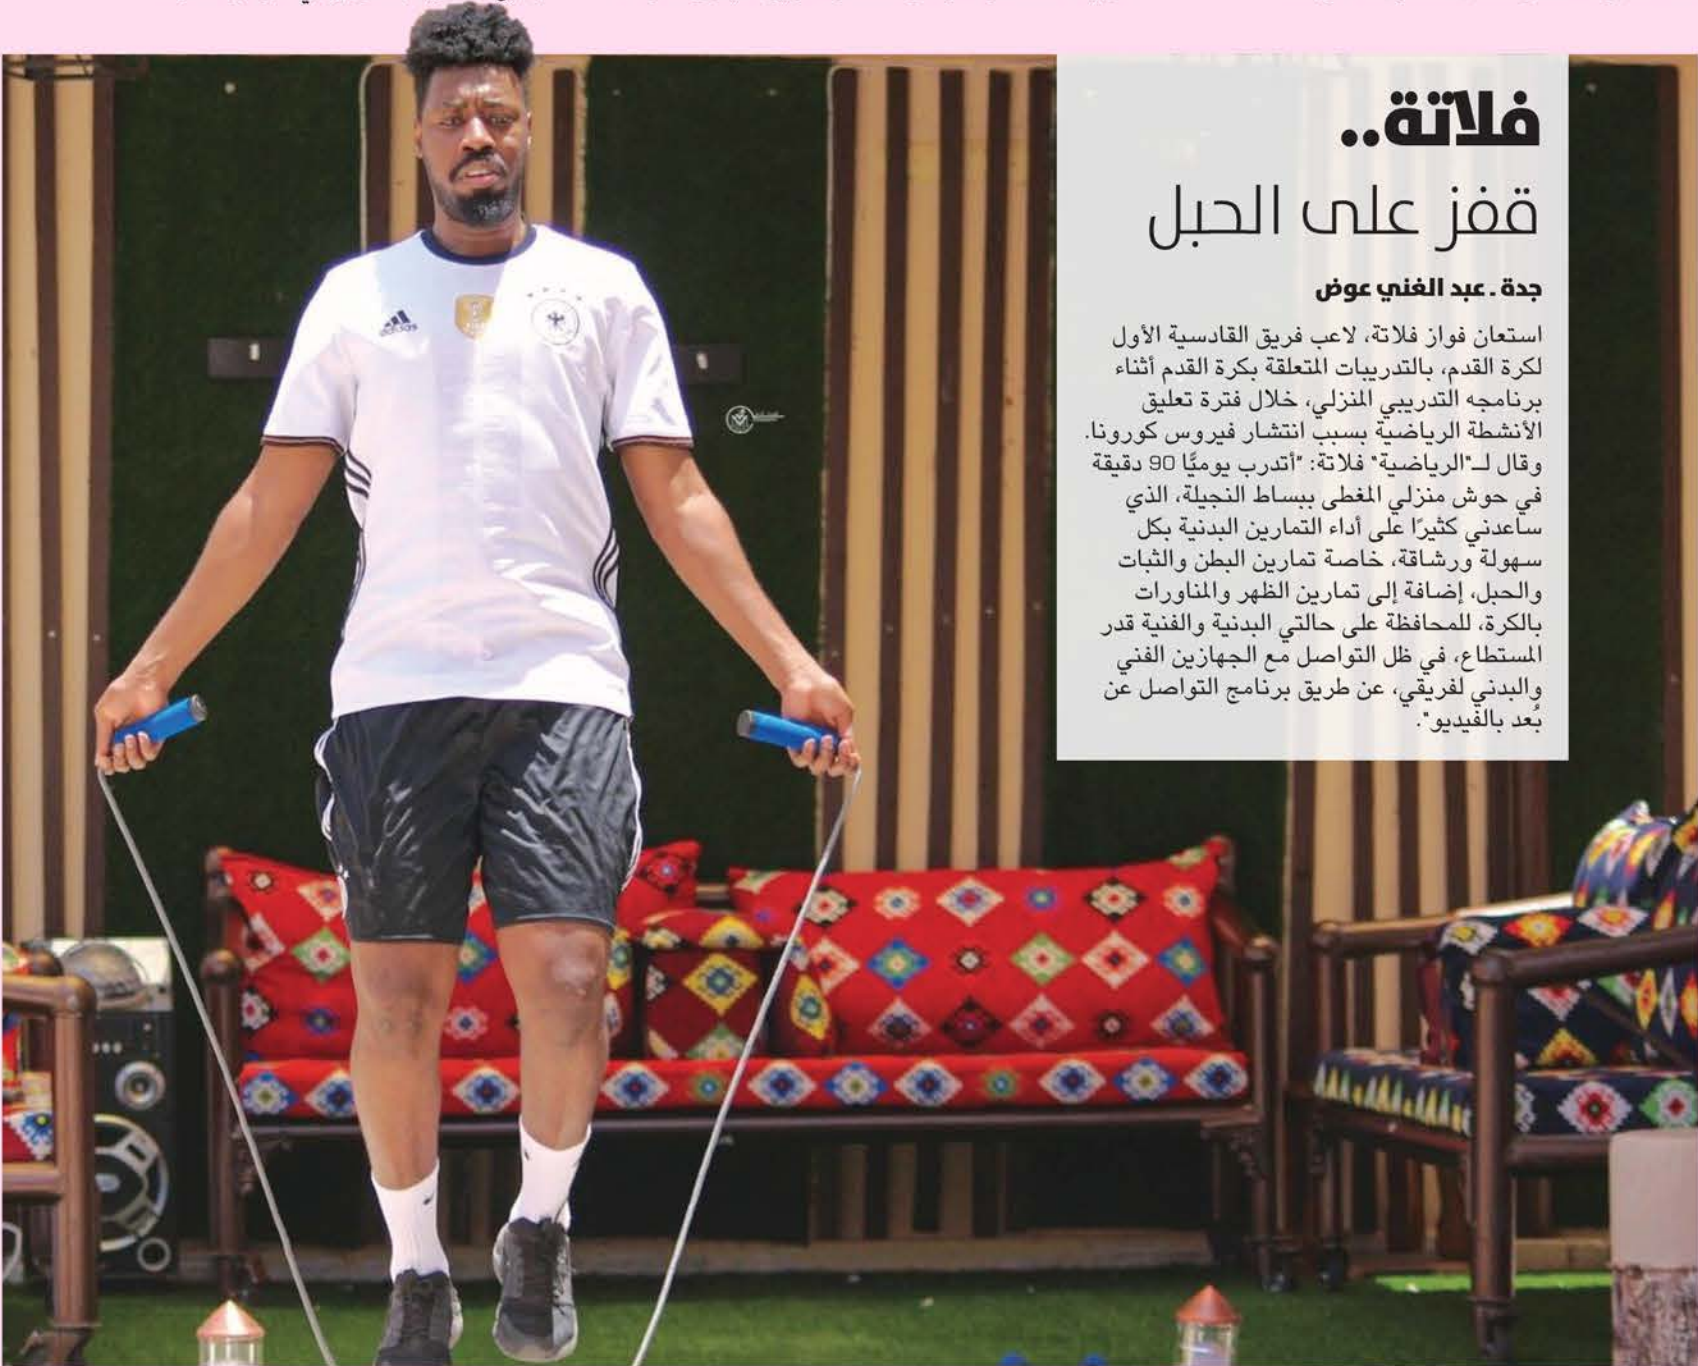 فلاتة..
قفز على الحبل
جدة ـ عبد الغني عوض
استعان فواز فلاتة، لاعب فريق القادسية الأول
لكرة القدم، بالتدريبات المتعلقة بكرة القدم أثناء
برنامجه التدريبي المنزلي، خلال فترة تعليق
الأنشطة الرياضية بسبب انتشار فيروس كورونا.
وقال لـ"الرياضية" فلاتة: "أتدرب يوميًّا 90 دقيقة
في حوش منزلي المغطى ببساط النجيلة، الذي
ساعدني كثيرًا على أداء التمارين البدنية بكل
سهولة ورشاقة، خاصة تمارين البطن والثبات
والحبل، إضافة إلى تمارين الظهر والمناورات
بالكرة، للمحافظة على حالتي البدنية والفنية قدر
المستطاع، في ظل التواصل مع الجهازين الفني
والبدني لفريقي، عن طريق برنامج التواصل عن
بُعد بالفيديو".
adidas